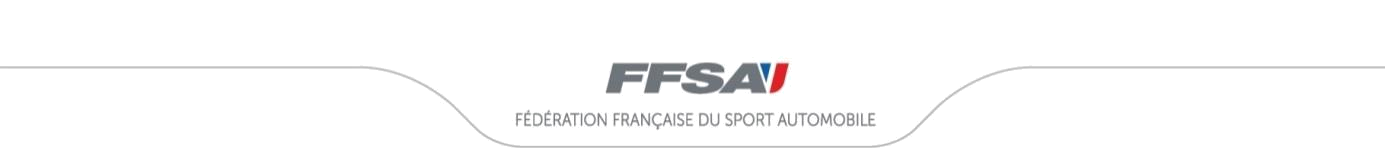 FFSA
FÉDÉRATION FRANÇAISE DU SPORT AUTOMOBILE